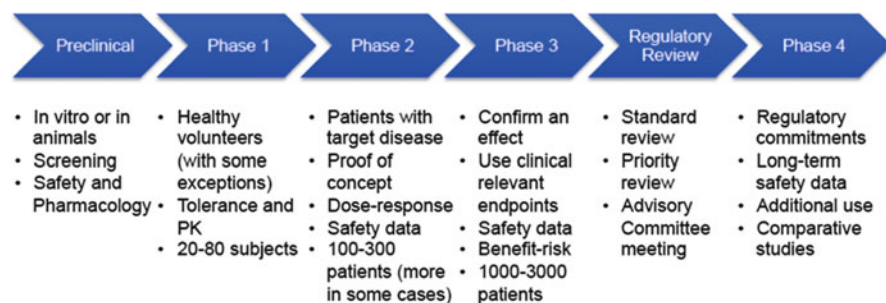 Preclinical
Phase 1
Phase 2
Phase 3
Regulatory
Review
Phase 4
• In vitro or in
animals
• Screening
• Safety and
Pharmacology
• Healthy
volunteers
(with some
exceptions)
• Tolerance and
PK
• 20-80 subjects
• Patients with
target disease
• Proof of
concept
• Dose-response
• Safety data
• 100-300
patients (more
in some cases)
• Confirm an
effect
• Use clinical
relevant
endpoints
• Safety data
• Benefit-risk
• 1000-3000
patients
• Standard
review
• Priority
review
• Advisory
Committee
meeting
• Regulatory
commitments
• Long-term
safety data
• Additional use
• Comparative
studies